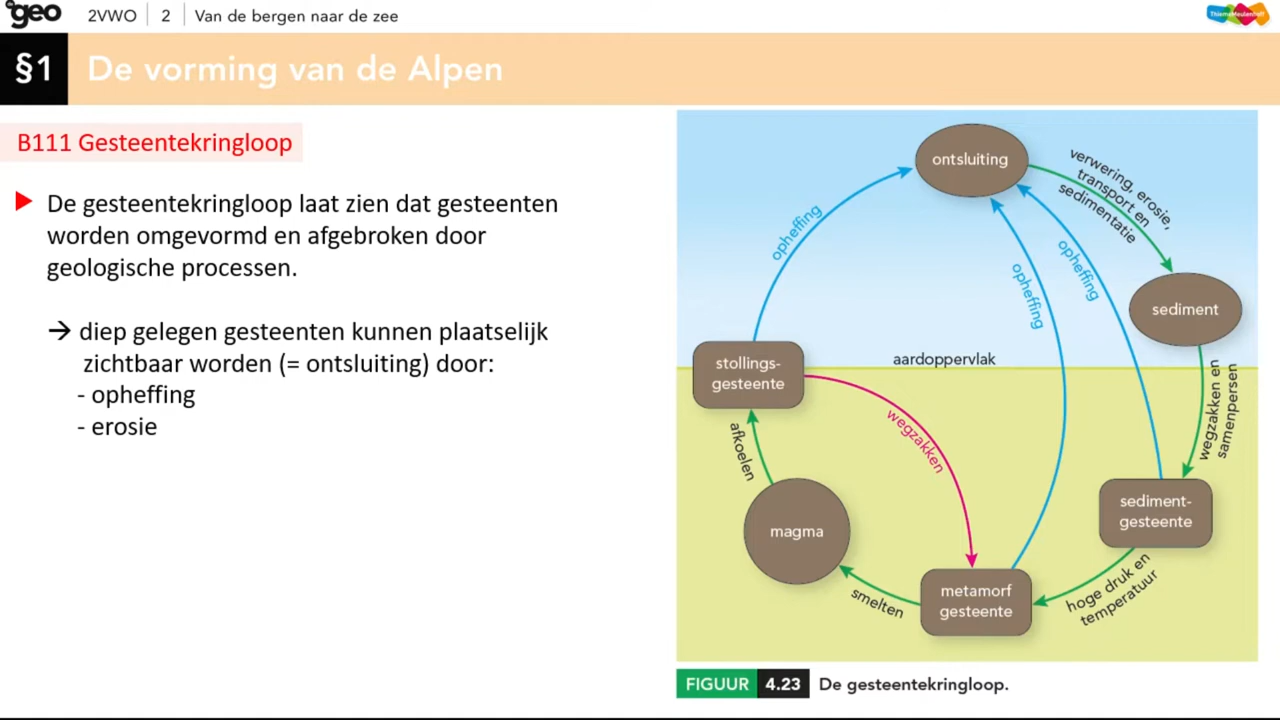 de geo
2VWO
2
Van de bergen naar de zee
ThiemeMeulenhoff
§1
De vorming van de Alpen
B111 Gesteentekringloop
De gesteentekringloop laat zien dat gesteenten
worden omgevormd en afgebroken door
geologische processen.
→ diep gelegen gesteenten kunnen plaatselijk
zichtbaar worden (= ontsluiting) door:
- opheffing
- erosie
ontsluiting
verwering, erosie,
transport en
sedimentatie
opheffing
opheffing
opheffing
sediment
aardoppervlak
stollings-
gesteente
wegzakken en
samenpersen
wegzakken
afkoelen
magma
sediment-
gesteente
smelten
metamorf
gesteente
hoge druk en
temperatuur
FIGUUR 4.23 De gesteentekringloop.